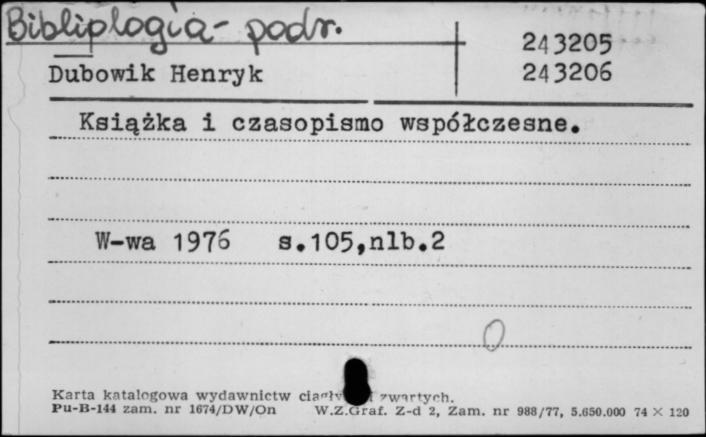 Bibliologia - podr.
243205
Dubowik Henryk 243206
Książka i czasopismo współczesne.
W-wa 1976 s.105,nlb.2
Karta katalogowa wydawnictw zwartych.
Pu-B-144 zam. nr 1674/DW/On W.Z.Graf. Z-d 2, Zam. nr 988/77, 5.650.000 74 × 120